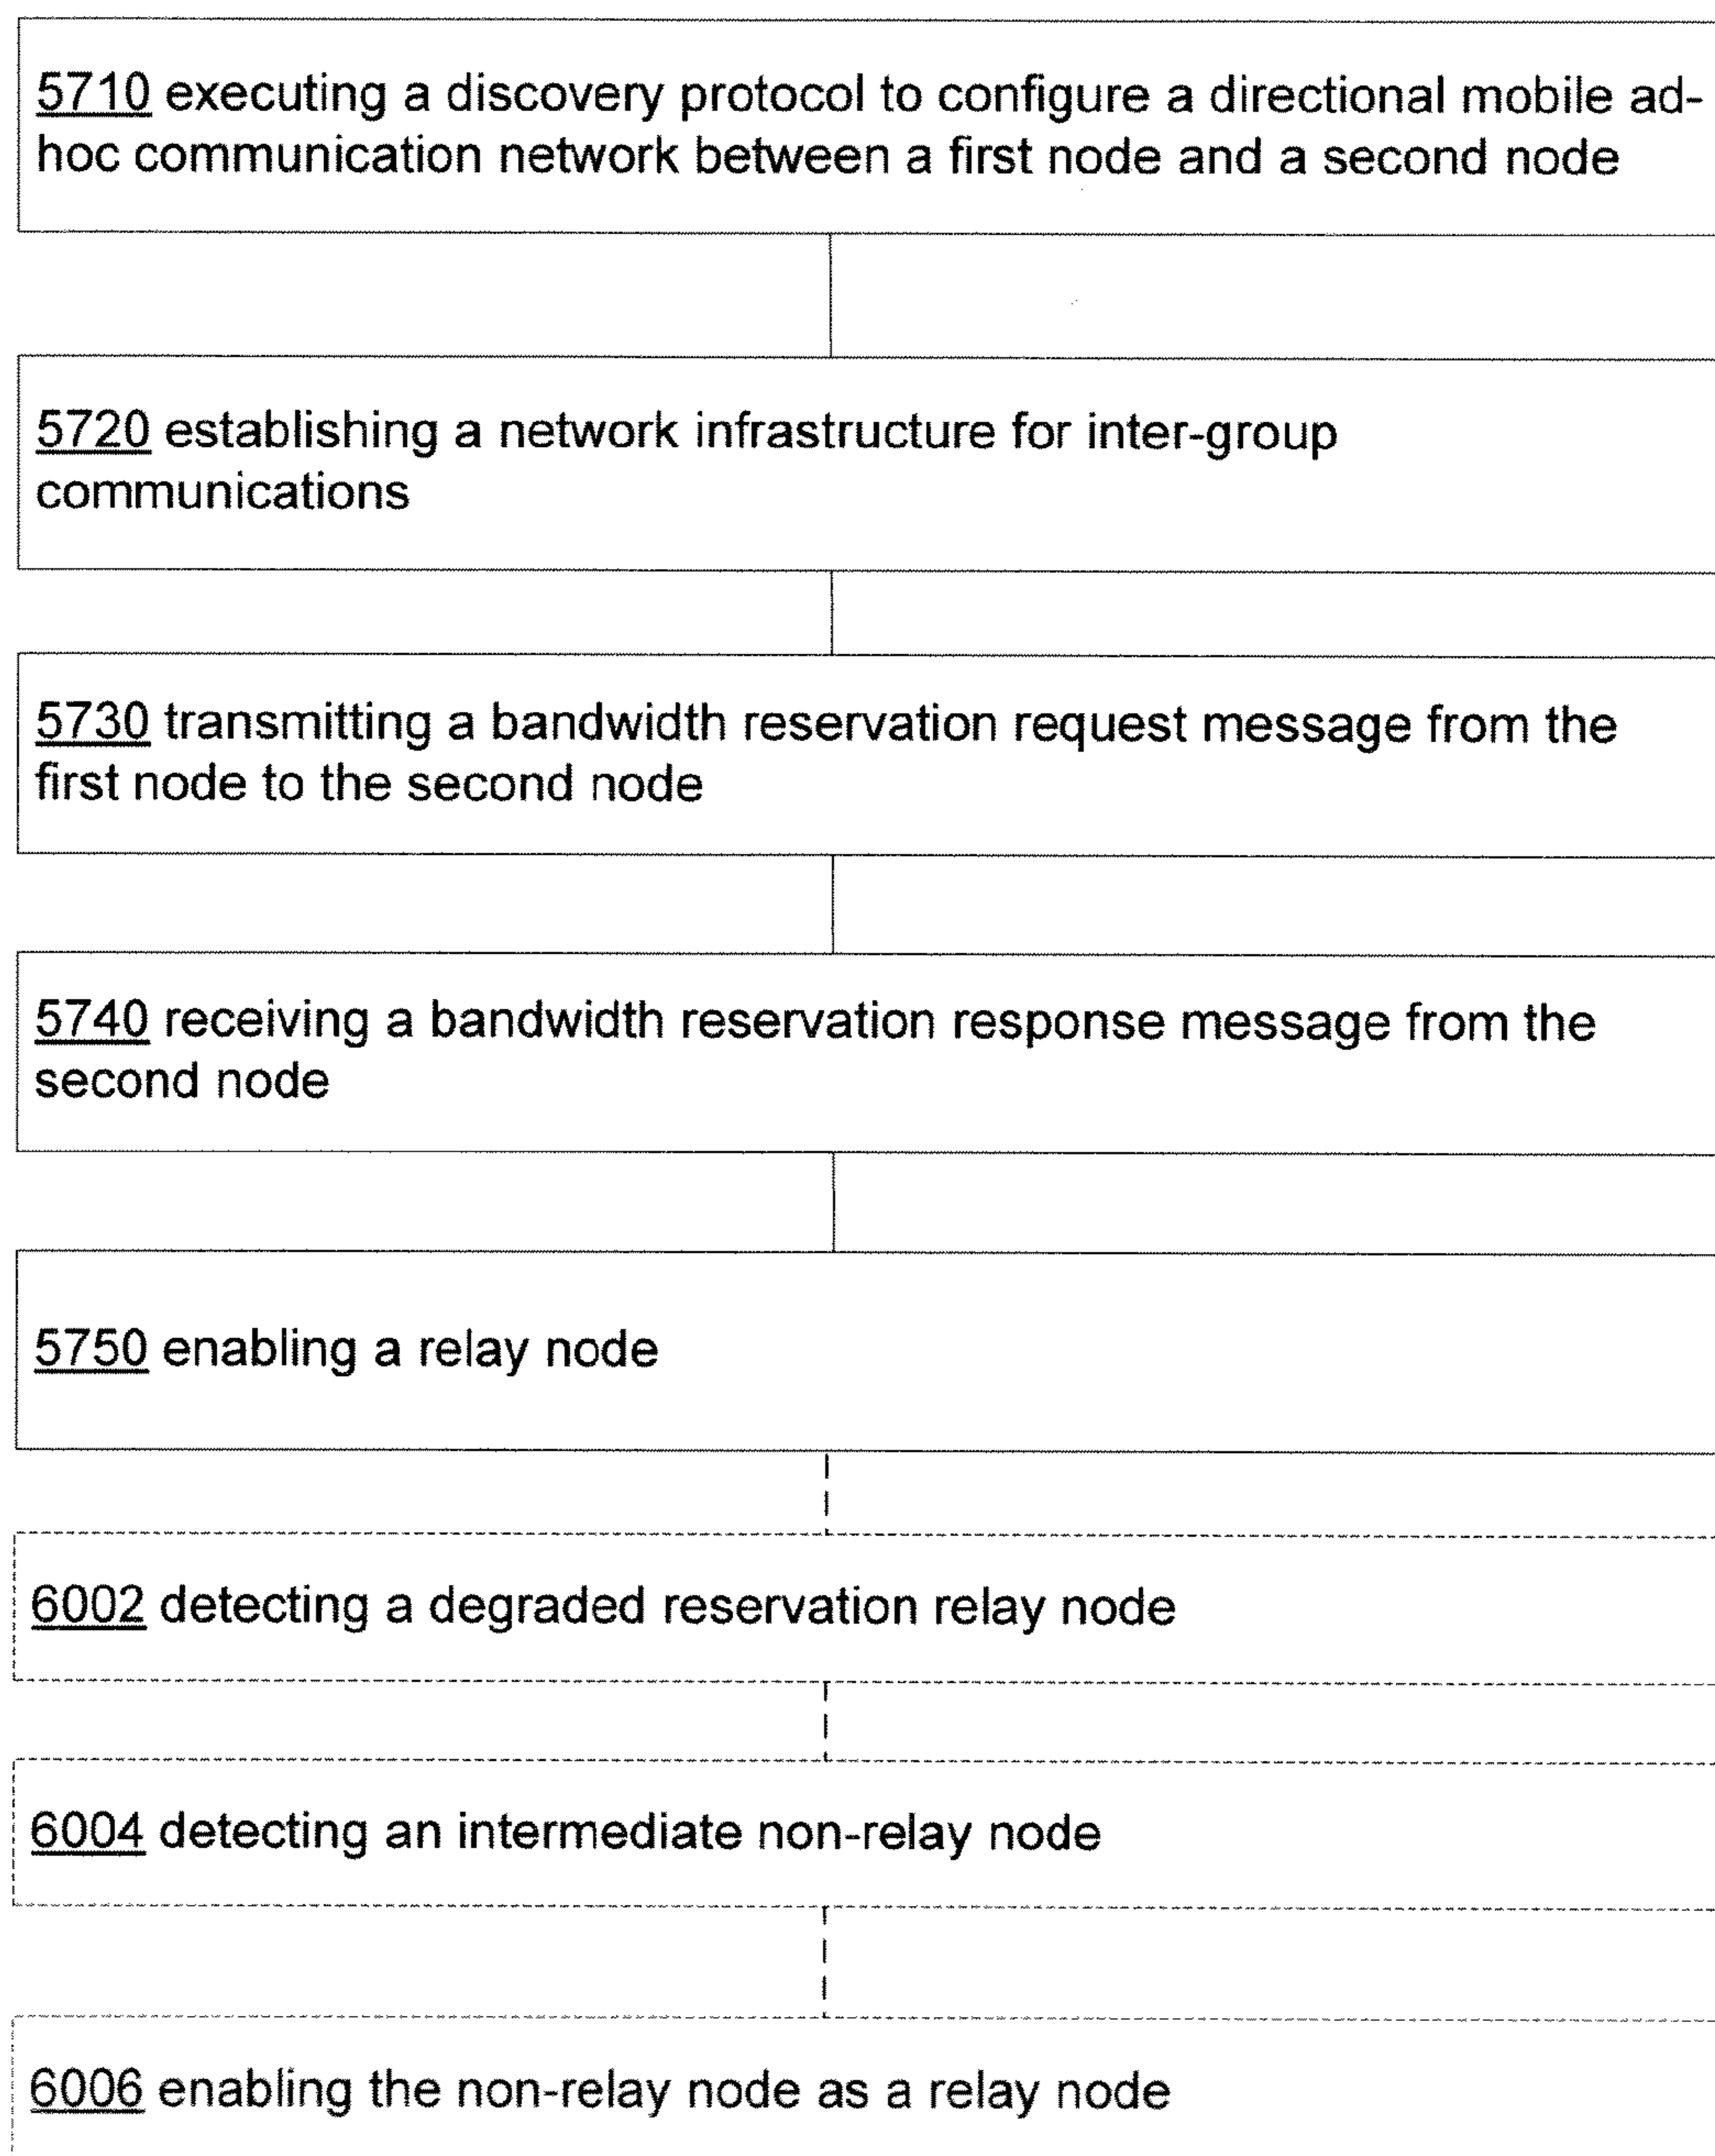 5710 executing a discovery protocol to configure a directional mobile ad-
hoc communication network between a first node and a second node
5720 establishing a network infrastructure for inter-group
communications
5730 transmitting a bandwidth reservation request message from the
first node to the second node
5740 receiving a bandwidth reservation response message from the
second node
5750 enabling a relay node
6002 detecting a degraded reservation relay node
6004 detecting an intermediate non-relay node
6006 enabling the non-relay node as a relay node